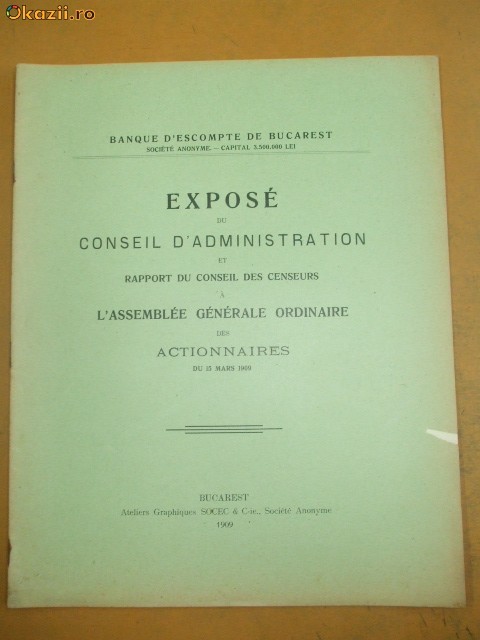 Okazii.ro
BANQUE D'ESCOMPTE DE BUCAREST
SOCIÉTÉ ANONYME. — CAPITAL 3.500.000 LEI
EXPOSÉ
DU
CONSEIL D'ADMINISTRATION
ET
RAPPORT DU CONSEIL DES CENSEURS
À
L'ASSEMBLÉE GÉNÉRALE ORDINAIRE
DES
ACTIONNAIRES
DU 15 MARS 1909
BUCAREST
Ateliers Graphiques SOCEC & C-ie., Société Anonyme
1909